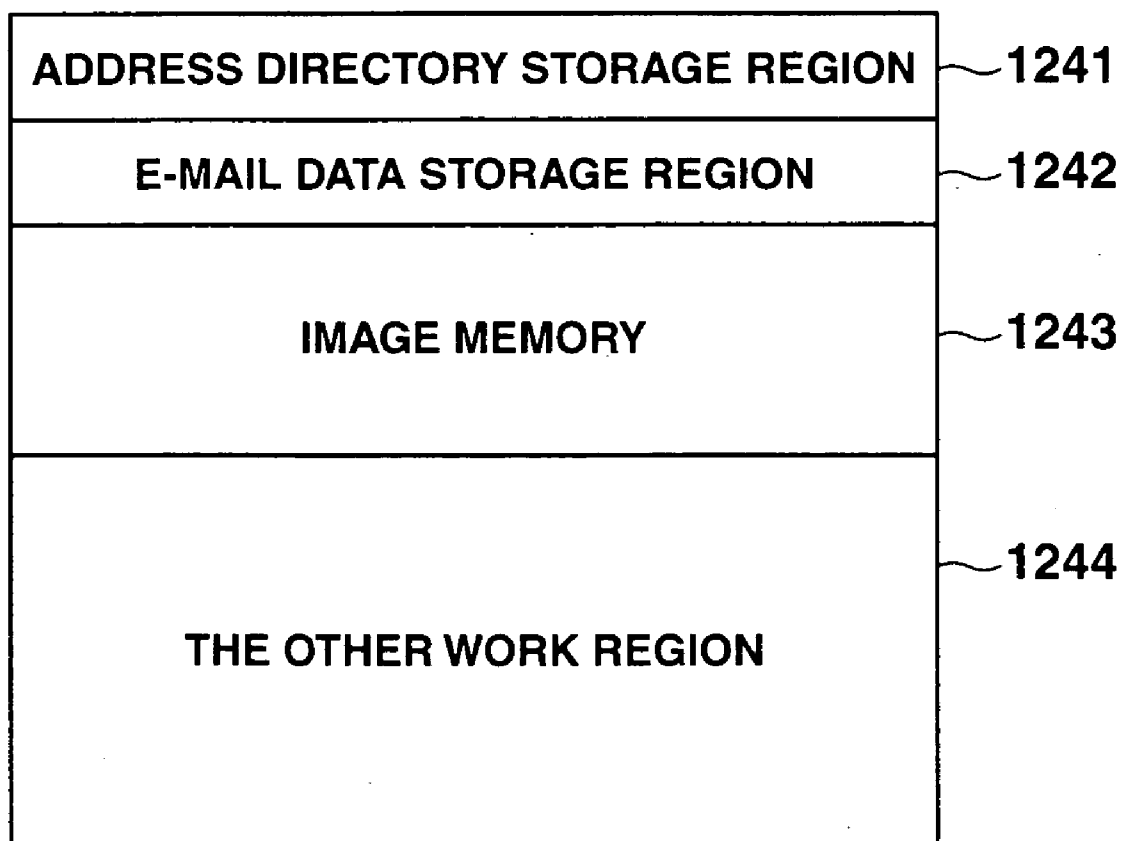 ADDRESS DIRECTORY STORAGE REGION 1241
E-MAIL DATA STORAGE REGION 1242
IMAGE MEMORY 1243
1244
THE OTHER WORK REGION